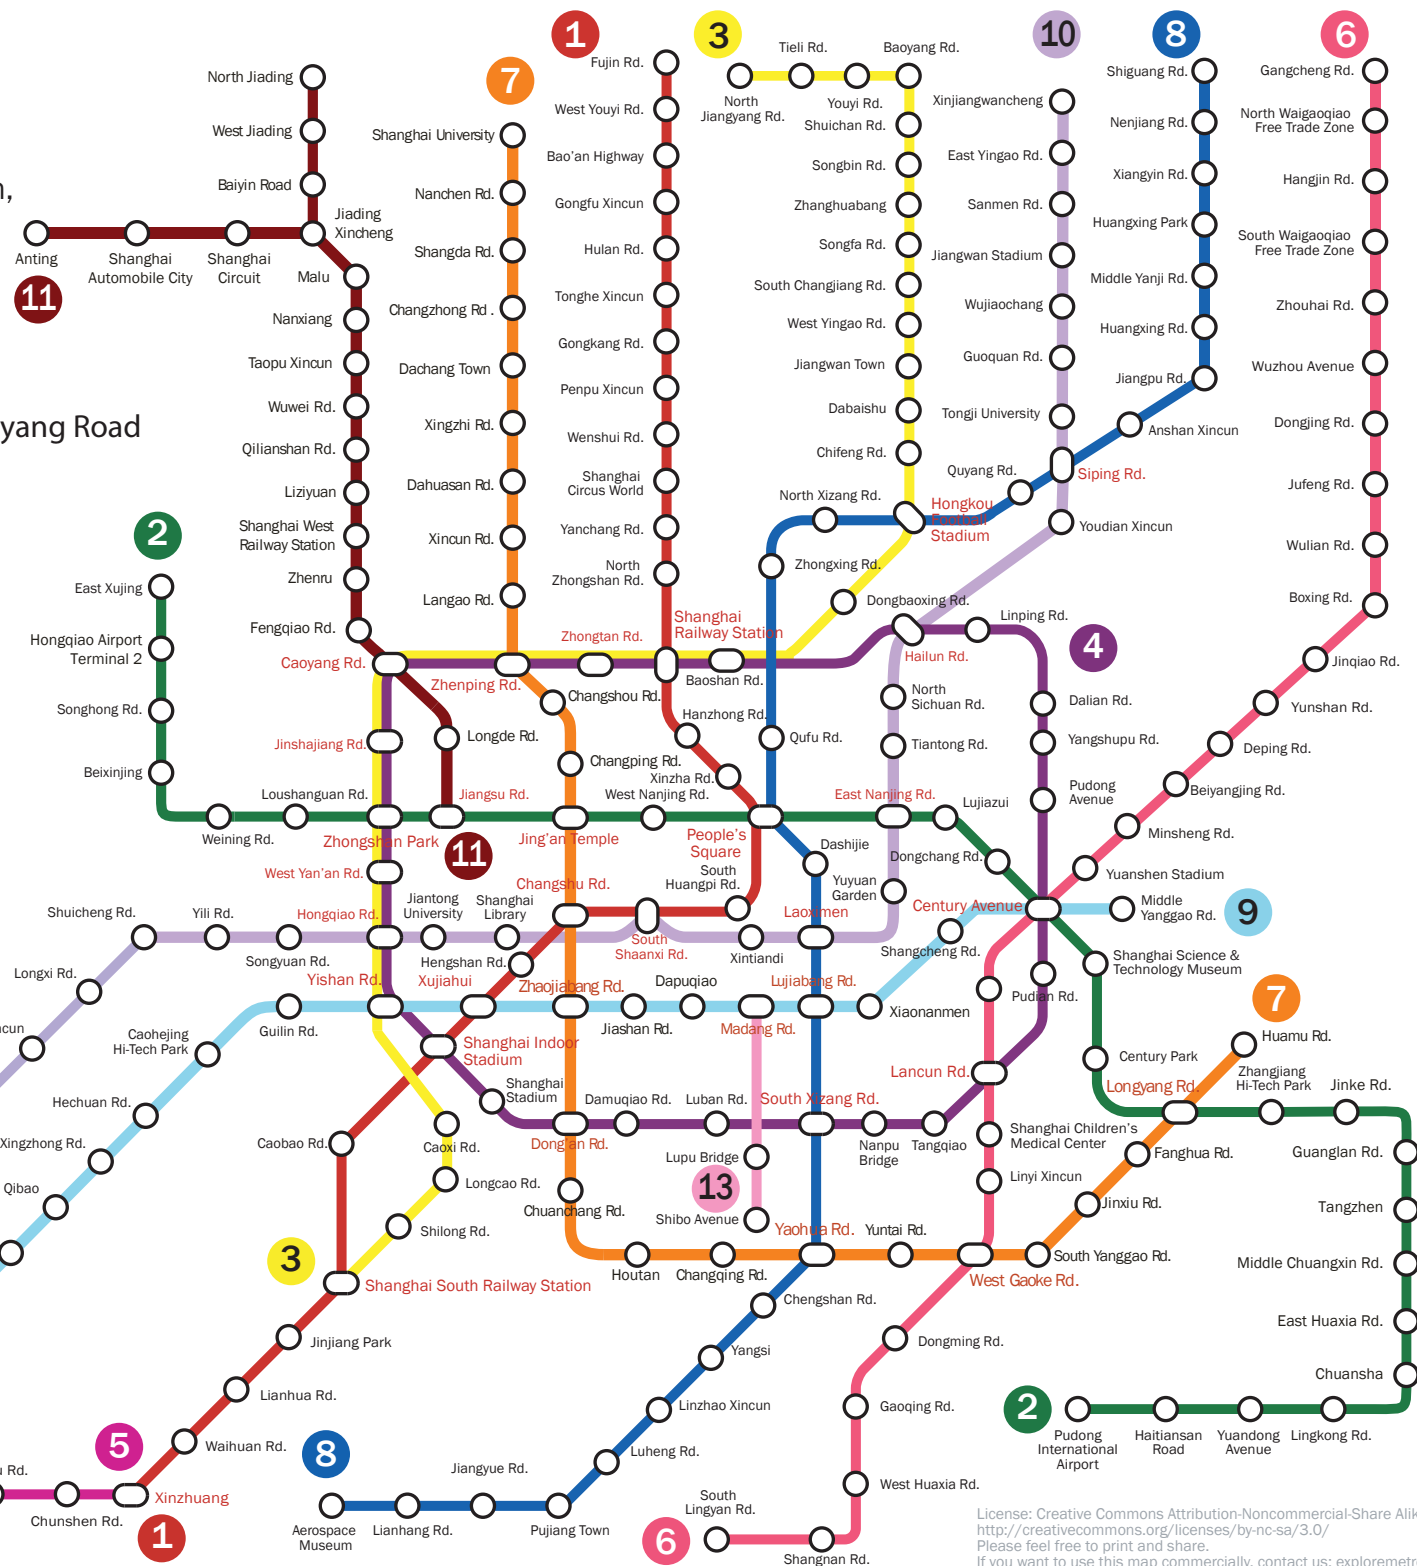 1
3
10
8
6
7
Fujin Rd.
Tieli Rd.
Baoyang Rd.
North Jiading
Shiguang Rd.
Gangcheng Rd.
North
Jiangyang Rd.
Youyi Rd.
Xinjiangwancheng
West Youyi Rd.
Shuichan Rd.
Nenjiang Rd.
North Waigaoqiao
Free Trade Zone
West Jiading
Shanghai University
Bao'an Highway
East Yingao Rd.
Songbin Rd.
Xiangyin Rd.
Hangjin Rd.
n,
Baiyin Road
Nanchen Rd.
Gongfu Xincun
Zhanghuabang
Sanmen Rd.
Jiading
Xincheng
Huangxing Park
South Waigaoqiao
Free Trade Zone
Anting
Shanghai
Automobile City
Shanghai
Circuit
Malu
Shangda Rd.
Hulan Rd.
Songfa Rd.
Jiangwan Stadium
11
South Changjiang Rd.
Middle Yanji Rd.
Nanxiang
Changzhong Rd .
Tonghe Xincun
Wujiaochang
Zhouhai Rd.
West Yingao Rd.
Huangxing Rd.
Taopu Xincun
Dachang Town
Gongkang Rd.
Jiangwan Town
Guoquan Rd.
Wuzhou Avenue
Jiangpu Rd.
Wuwei Rd.
Penpu Xincun
Dabaishu
Tongji University
yang Road
Xingzhi Rd.
Wenshui Rd.
Anshan Xincun
Dongjing Rd.
Qilianshan Rd.
Chifeng Rd.
Quyang Rd.
Siping Rd.
Liziyuan
Dahuasan Rd.
Shanghai
Circus World
North Xizang Rd.
Hongkou
Football
Stadium
Jufeng Rd.
2
Shanghai West
Railway Station
Xincun Rd.
Yanchang Rd.
Youdian Xincun
Wulian Rd.
East Xujing
Zhenru
North
Zhongshan Rd.
Zhongxing Rd.
Langao Rd.
Dongbaoxing Rd.
Boxing Rd.
Hongqiao Airport
Terminal 2
Fengqiao Rd.
Zhongtan Rd.
Shanghai
Railway Station
Linping Rd.
4
Caoyang Rd.
Zhenping Rd.
Baoshan Rd.
Hailun Rd.
Jinqiao Rd.
Songhong Rd.
Changshou Rd.
Hanzhong Rd.
North
Sichuan Rd.
Dalian Rd.
Yunshan Rd.
Jinshajiang Rd.
Longde Rd.
Qufu Rd.
Tiantong Rd.
Yangshupu Rd.
Deping Rd.
Beixinjing
Changping Rd.
Xinzha Rd.
Loushanguan Rd.
Jiangsu Rd.
West Nanjing Rd.
East Nanjing Rd.
Lujiazui
Pudong
Avenue
Beiyangjing Rd.
Weining Rd.
Zhongshan Park
Jing'an Temple
People's
Square
Dashijie
Minsheng Rd.
11
West Yan'an Rd.
Changshu Rd.
South
Huangpi Rd.
Dongchang Rd.
Yuanshen Stadium
Yuyuan
Garden
Shuicheng Rd.
Yili Rd.
Hongqiao Rd.
Jiantong
University
Shanghai
Library
Laoximen
Century Avenue
Middle
Yanggao Rd.
9
Songyuan Rd.
Hengshan Rd.
South
Shaanxi Rd.
Xintiandi
Shangcheng Rd.
Shanghai Science &
Technology Museum
Longxi Rd.
Yishan Rd.
Xujiahui
Zhaojiabang Rd.
Dapuqiao
Lujiabang Rd.
Pudian Rd.
7
Guilin Rd.
Jiashan Rd.
Madang Rd.
Xiaonanmen
Huamu Rd.
cun
Caohejing
Hi-Tech Park
Shanghai Indoor
Stadium
Century Park
Zhangjiang
Hi-Tech Park
Jinke Rd.
Lancun Rd.
Longyang Rd.
Hechuan Rd.
Shanghai
Stadium
Damuqiao Rd.
Luban Rd.
South Xizang Rd.
Xingzhong Rd.
Caobao Rd.
Caoxi Rd.
Dong'an Rd.
Nanpu
Bridge
Tangqiao
Shanghai Children's
Medical Center
Fanghua Rd.
Guanglan Rd.
Lupu Bridge
Qibao
Longcao Rd.
13
Linyi Xincun
Jinxiu Rd.
Tangzhen
Chuanchang Rd.
Shibo Avenue
Shilong Rd.
Yaohua Rd.
Yuntai Rd.
3
Houtan
Changqing Rd.
South Yanggao Rd.
Middle Chuangxin Rd.
Shanghai South Railway Station
West Gaoke Rd.
Chengshan Rd.
East Huaxia Rd.
Jinjiang Park
Dongming Rd.
Yangsi
Chuansha
Lianhua Rd.
Linzhao Xincun
Gaoqing Rd.
2
Pudong
International
Airport
Haitiansan
Road
Yuandong
Avenue
Lingkong Rd.
5
Waihuan Rd.
8
Luheng Rd.
u Rd.
Jiangyue Rd.
West Huaxia Rd.
Xinzhuang
South
Lingyan Rd.
Chunshen Rd.
1
Aerospace
Museum
Lianhang Rd.
Pujiang Town
6
Shangnan Rd.
License: Creative Commons Attribution-Noncommercial-Share Alik
http://creativecommons.org/licenses/by-nc-sa/3.0/
Please feel free to print and share.
If you want to use this map commercially, contact us: exploremetr